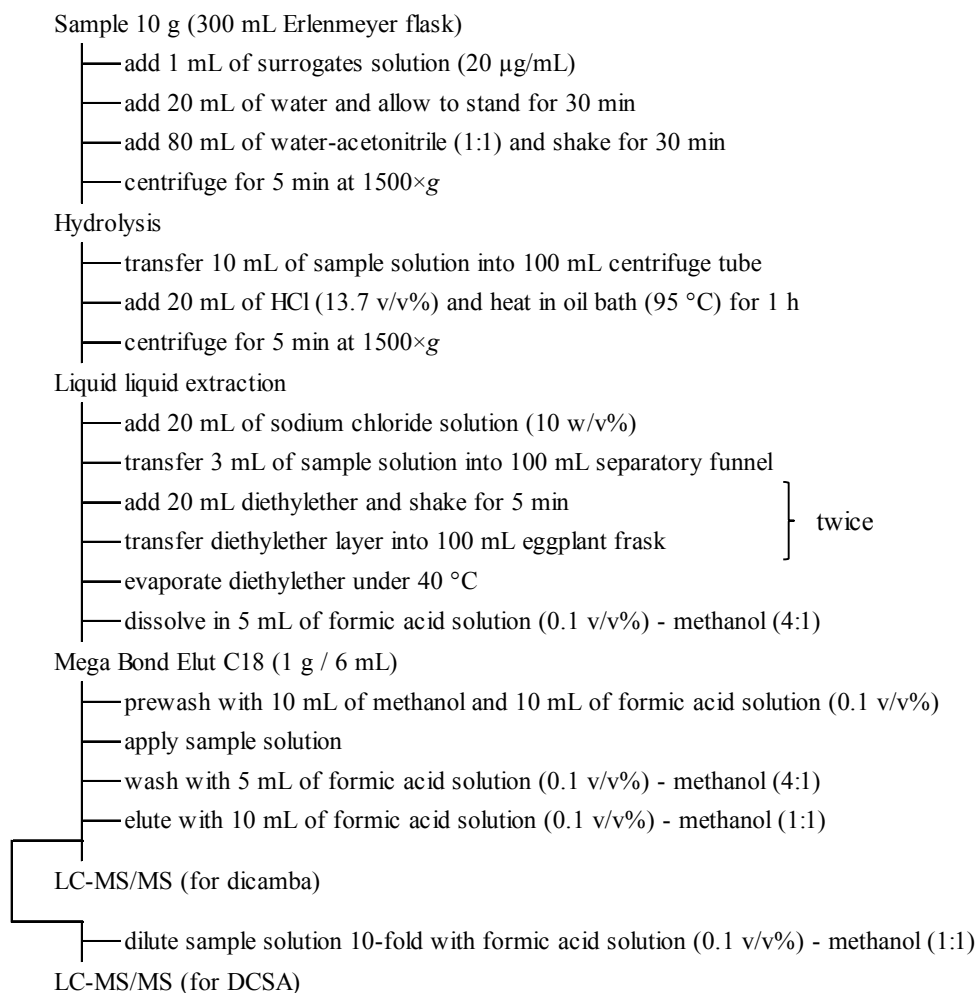 Sample 10 g (300 mL Erlenmeyer flask)
add 1 mL of surrogates solution (20 µg/mL)
add 20 mL of water and allow to stand for 30 min
add 80 mL of water-acetonitrile (1:1) and shake for 30 min
centrifuge for 5 min at 1500×g
Hydrolysis
transfer 10 mL of sample solution into 100 mL centrifuge tube
add 20 mL of HCl (13.7 v/v%) and heat in oil bath (95 °C) for 1 h
centrifuge for 5 min at 1500×g
Liquid liquid extraction
add 20 mL of sodium chloride solution (10 w/v%)
transfer 3 mL of sample solution into 100 mL separatory funnel
add 20 mL diethylether and shake for 5 min
twice
transfer diethylether layer into 100 mL eggplant frask
evaporate diethylether under 40 °C
dissolve in 5 mL of formic acid solution (0.1 v/v%) - methanol (4:1)
Mega Bond Elut C18 (1 g / 6 mL)
prewash with 10 mL of methanol and 10 mL of formic acid solution (0.1 v/v%)
apply sample solution
wash with 5 mL of formic acid solution (0.1 v/v%) - methanol (4:1)
elute with 10 mL of formic acid solution (0.1 v/v%) - methanol (1:1)
LC-MS/MS (for dicamba)
dilute sample solution 10-fold with formic acid solution (0.1 v/v%) - methanol (1:1)
LC-MS/MS (for DCSA)